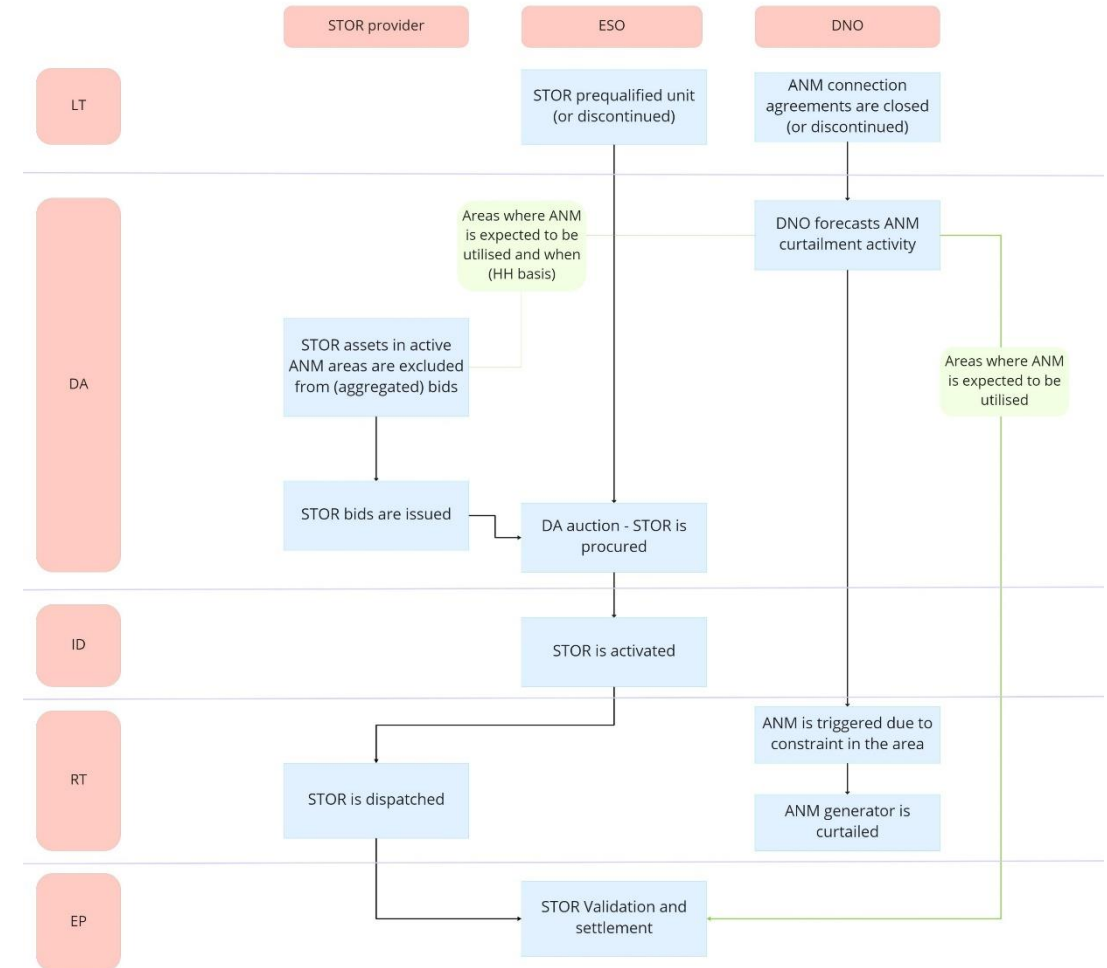 STOR provider
ESO
DNO
LT
STOR prequalified unit
(or discontinued)
ANM connection
agreements are closed
(or discontinued)
DA
Areas where ANM
is expected to be
utilised and when
(HH basis)
DNO forecasts ANM
curtailment activity
STOR assets in active
ANM areas are excluded
from (aggregated) bids
Areas where ANM
is expected to be
utilised
STOR bids are issued
DA auction - STOR is
procured
ID
STOR is activated
RT
ANM is triggered due to
constraint in the area
STOR is dispatched
ANM generator is
curtailed
EP
STOR Validation and
settlement